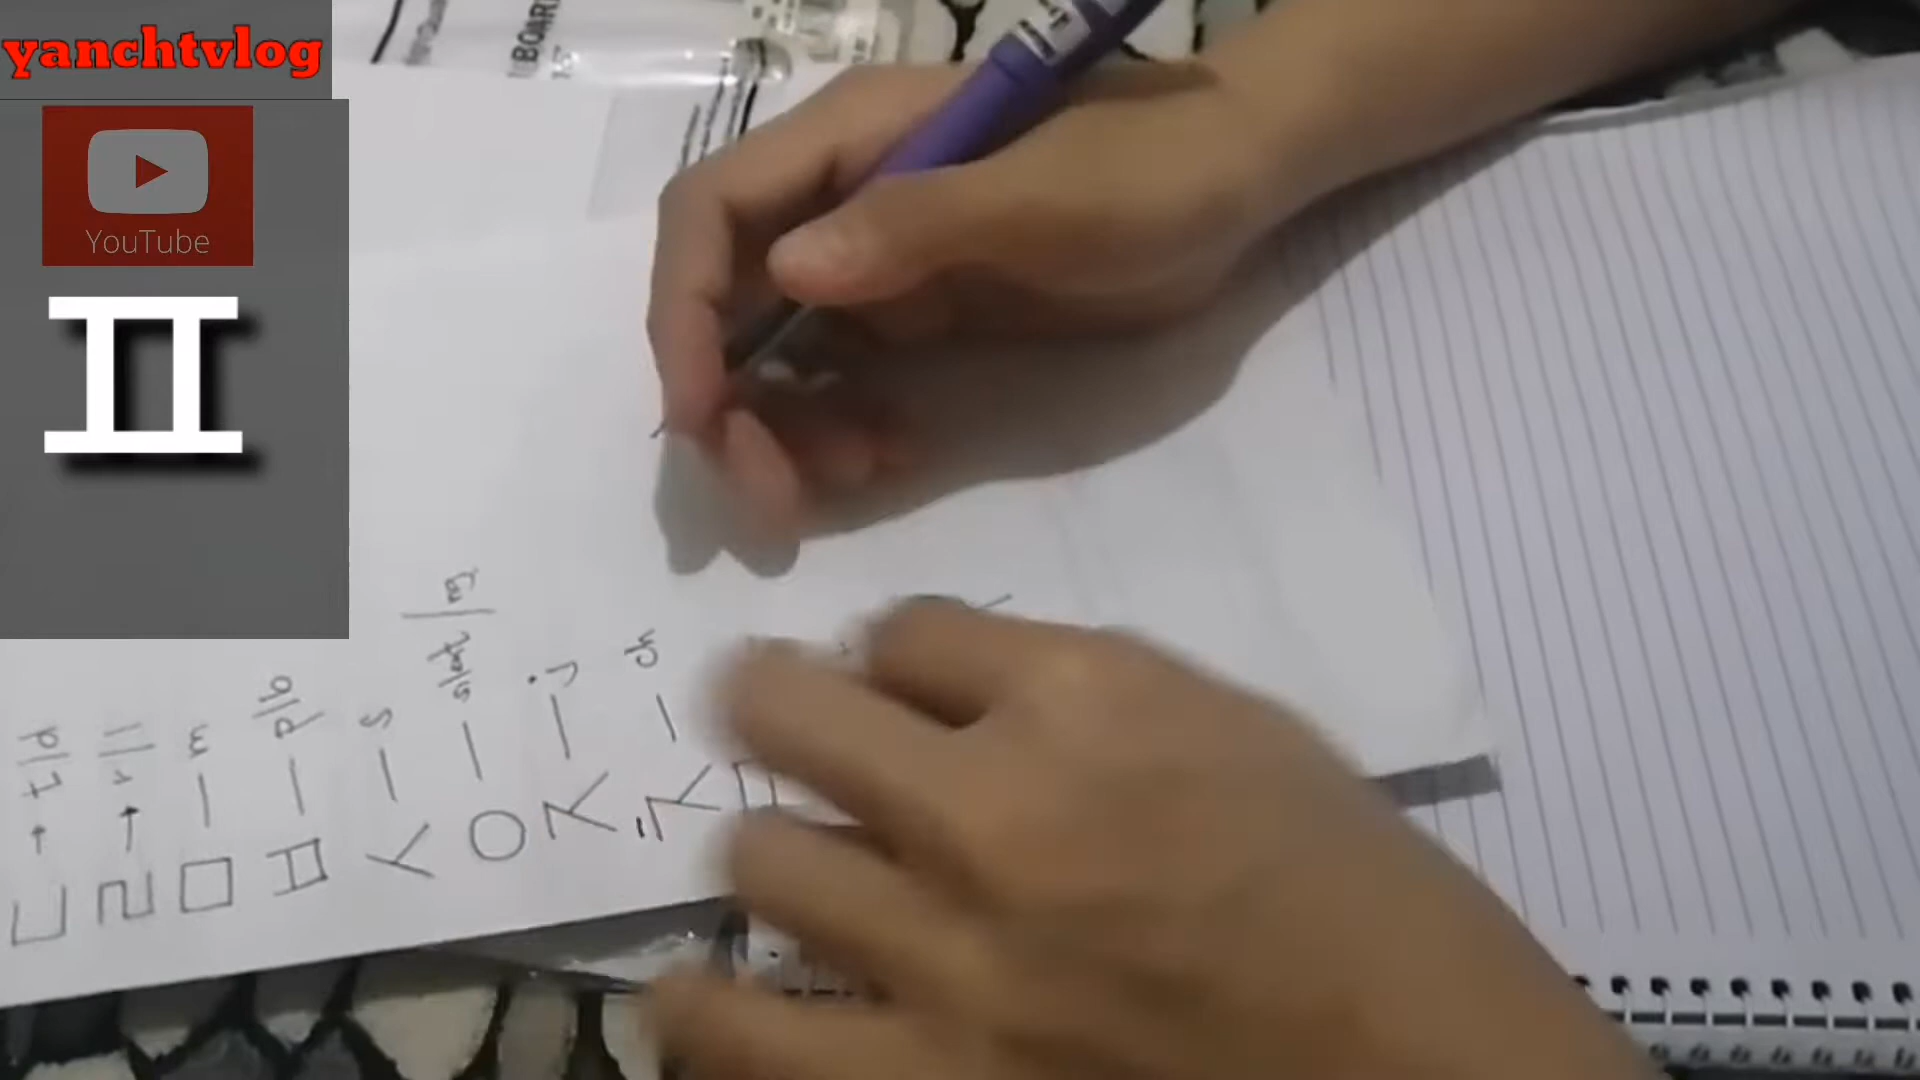 yanchtvlog
YouTube
ㅍ
ㄷ → t/d
ㄹ → r/l
ㅁ — m
ㅂ — p/b
ㅅ — s
ㅇ — silent/ng
ㅈ — j
ㅊ — ch